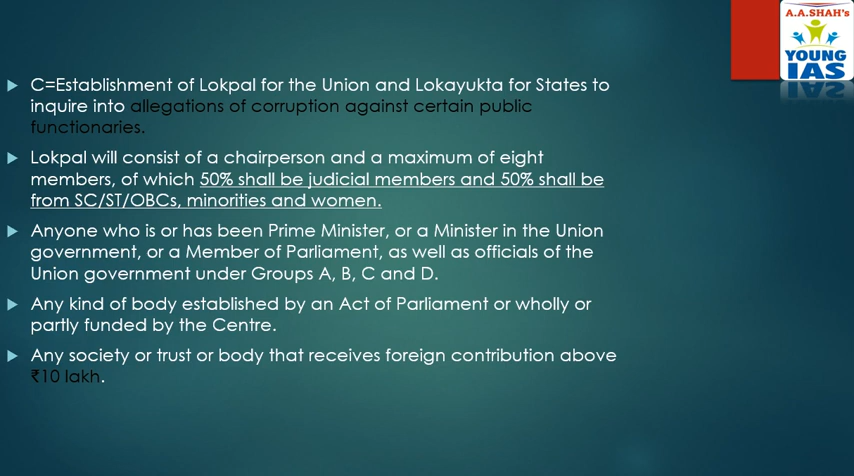 A.A.SHAH's
YOUNG
IAS
C=Establishment of Lokpal for the Union and Lokayukta for States to
inquire into allegations of corruption against certain public
functionaries.
Lokpal will consist of a chairperson and a maximum of eight
members, of which 50% shall be judicial members and 50% shall be
from SC/ST/OBCs, minorities and women.
Anyone who is or has been Prime Minister, or a Minister in the Union
government, or a Member of Parliament, as well as officials of the
Union government under Groups A, B, C and D.
Any kind of body established by an Act of Parliament or wholly or
partly funded by the Centre.
Any society or trust or body that receives foreign contribution above
₹10 lakh.